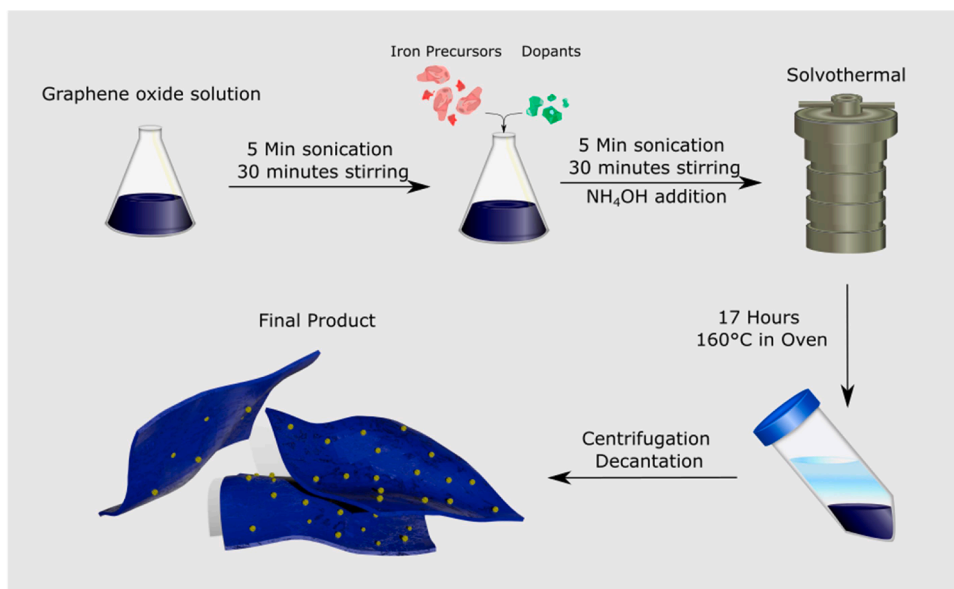 Iron Precursors
Dopants
Graphene oxide solution
Solvothermal
5 Min sonication
30 minutes stirring
5 Min sonication
30 minutes stirring
NH₄OH addition
17 Hours
160°C in Oven
Final Product
Centrifugation
Decantation